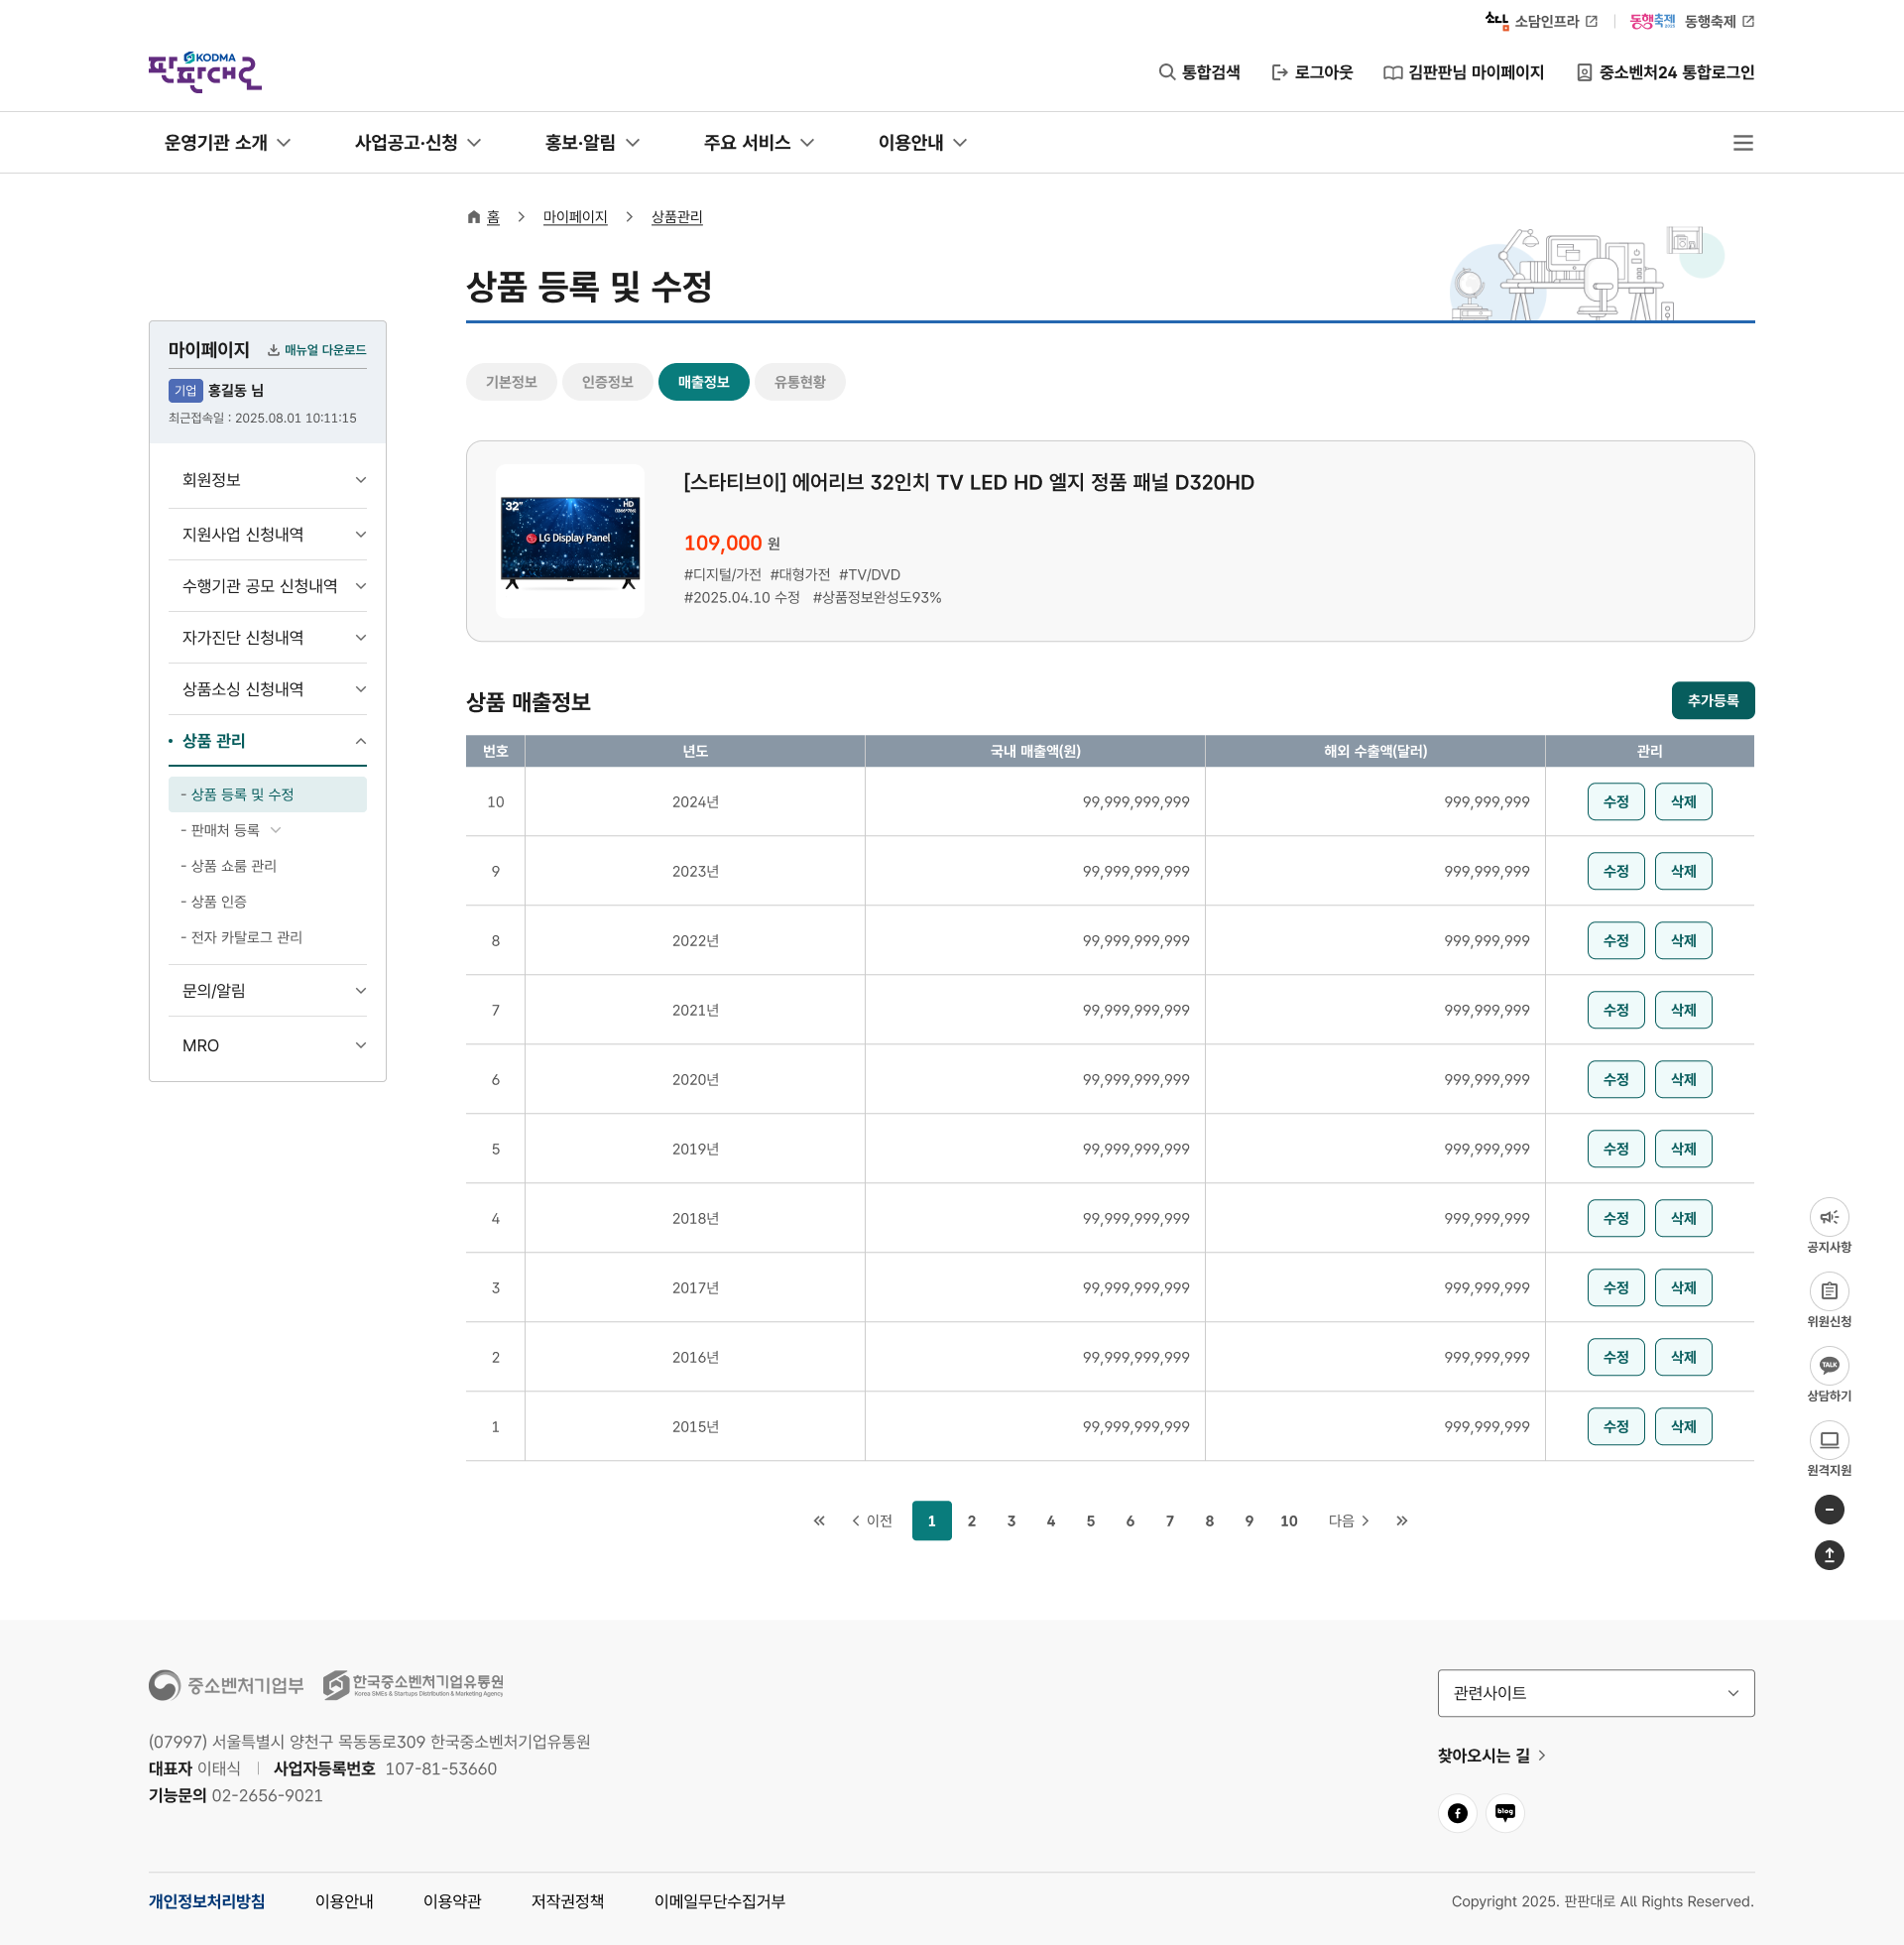 소담인프라
동행축제 동행축제
KODMA
판판대로
통합검색 로그아웃 김판판님 마이페이지 중소벤처24 통합로그인
운영기관 소개 사업공고·신청 홍보·알림 주요 서비스 이용안내
홈 마이페이지 상품관리
상품 등록 및 수정
마이페이지 매뉴얼 다운로드
기업 홍길동 님
최근접속일 : 2025.08.01 10:11:15
회원정보
지원사업 신청내역
수행기관 공모 신청내역
자가진단 신청내역
상품소싱 신청내역
상품 관리
- 상품 등록 및 수정
- 판매처 등록
- 상품 쇼룸 관리
- 상품 인증
- 전자 카탈로그 관리
문의/알림
MRO
기본정보 인증정보 매출정보 유통현황
32" HD
LG Display Panel
[스타티브이] 에어리브 32인치 TV LED HD 엘지 정품 패널 D320HD
109,000 원
#디지털/가전 #대형가전 #TV/DVD
#2025.04.10 수정 #상품정보완성도93%
상품 매출정보 추가등록
번호 년도 국내 매출액(원) 해외 수출액(달러) 관리
10 2024년 99,999,999,999 999,999,999 수정 삭제
9 2023년 99,999,999,999 999,999,999 수정 삭제
8 2022년 99,999,999,999 999,999,999 수정 삭제
7 2021년 99,999,999,999 999,999,999 수정 삭제
6 2020년 99,999,999,999 999,999,999 수정 삭제
5 2019년 99,999,999,999 999,999,999 수정 삭제
4 2018년 99,999,999,999 999,999,999 수정 삭제
3 2017년 99,999,999,999 999,999,999 수정 삭제
2 2016년 99,999,999,999 999,999,999 수정 삭제
1 2015년 99,999,999,999 999,999,999 수정 삭제
이전 1 2 3 4 5 6 7 8 9 10 다음
공지사항
위원신청
TALK
상담하기
원격지원
중소벤처기업부 한국중소벤처기업유통원
Korea SMEs & Startups Distribution & Marketing Agency
(07997) 서울특별시 양천구 목동동로309 한국중소벤처기업유통원
대표자 이태식 사업자등록번호 107-81-53660
기능문의 02-2656-9021
관련사이트
찾아오시는 길
blog
개인정보처리방침 이용안내 이용약관 저작권정책 이메일무단수집거부
Copyright 2025. 판판대로 All Rights Reserved.